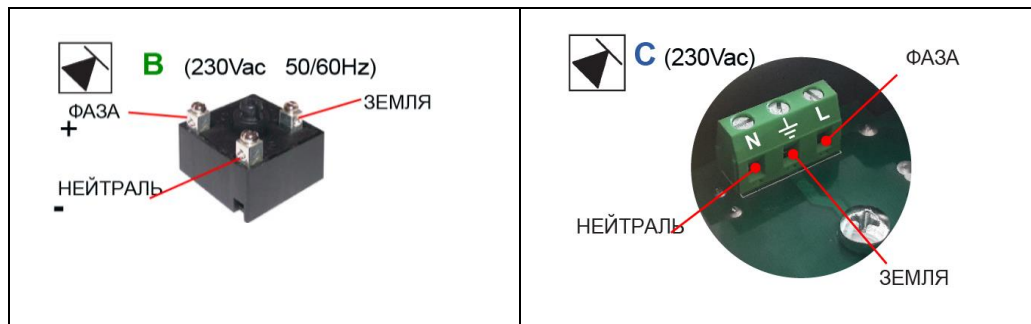 B (230Vac 50/60Hz)
ФАЗА
ЗЕМЛЯ
+
НЕЙТРАЛЬ
-
C (230Vac)
ФАЗА
N L
НЕЙТРАЛЬ
ЗЕМЛЯ